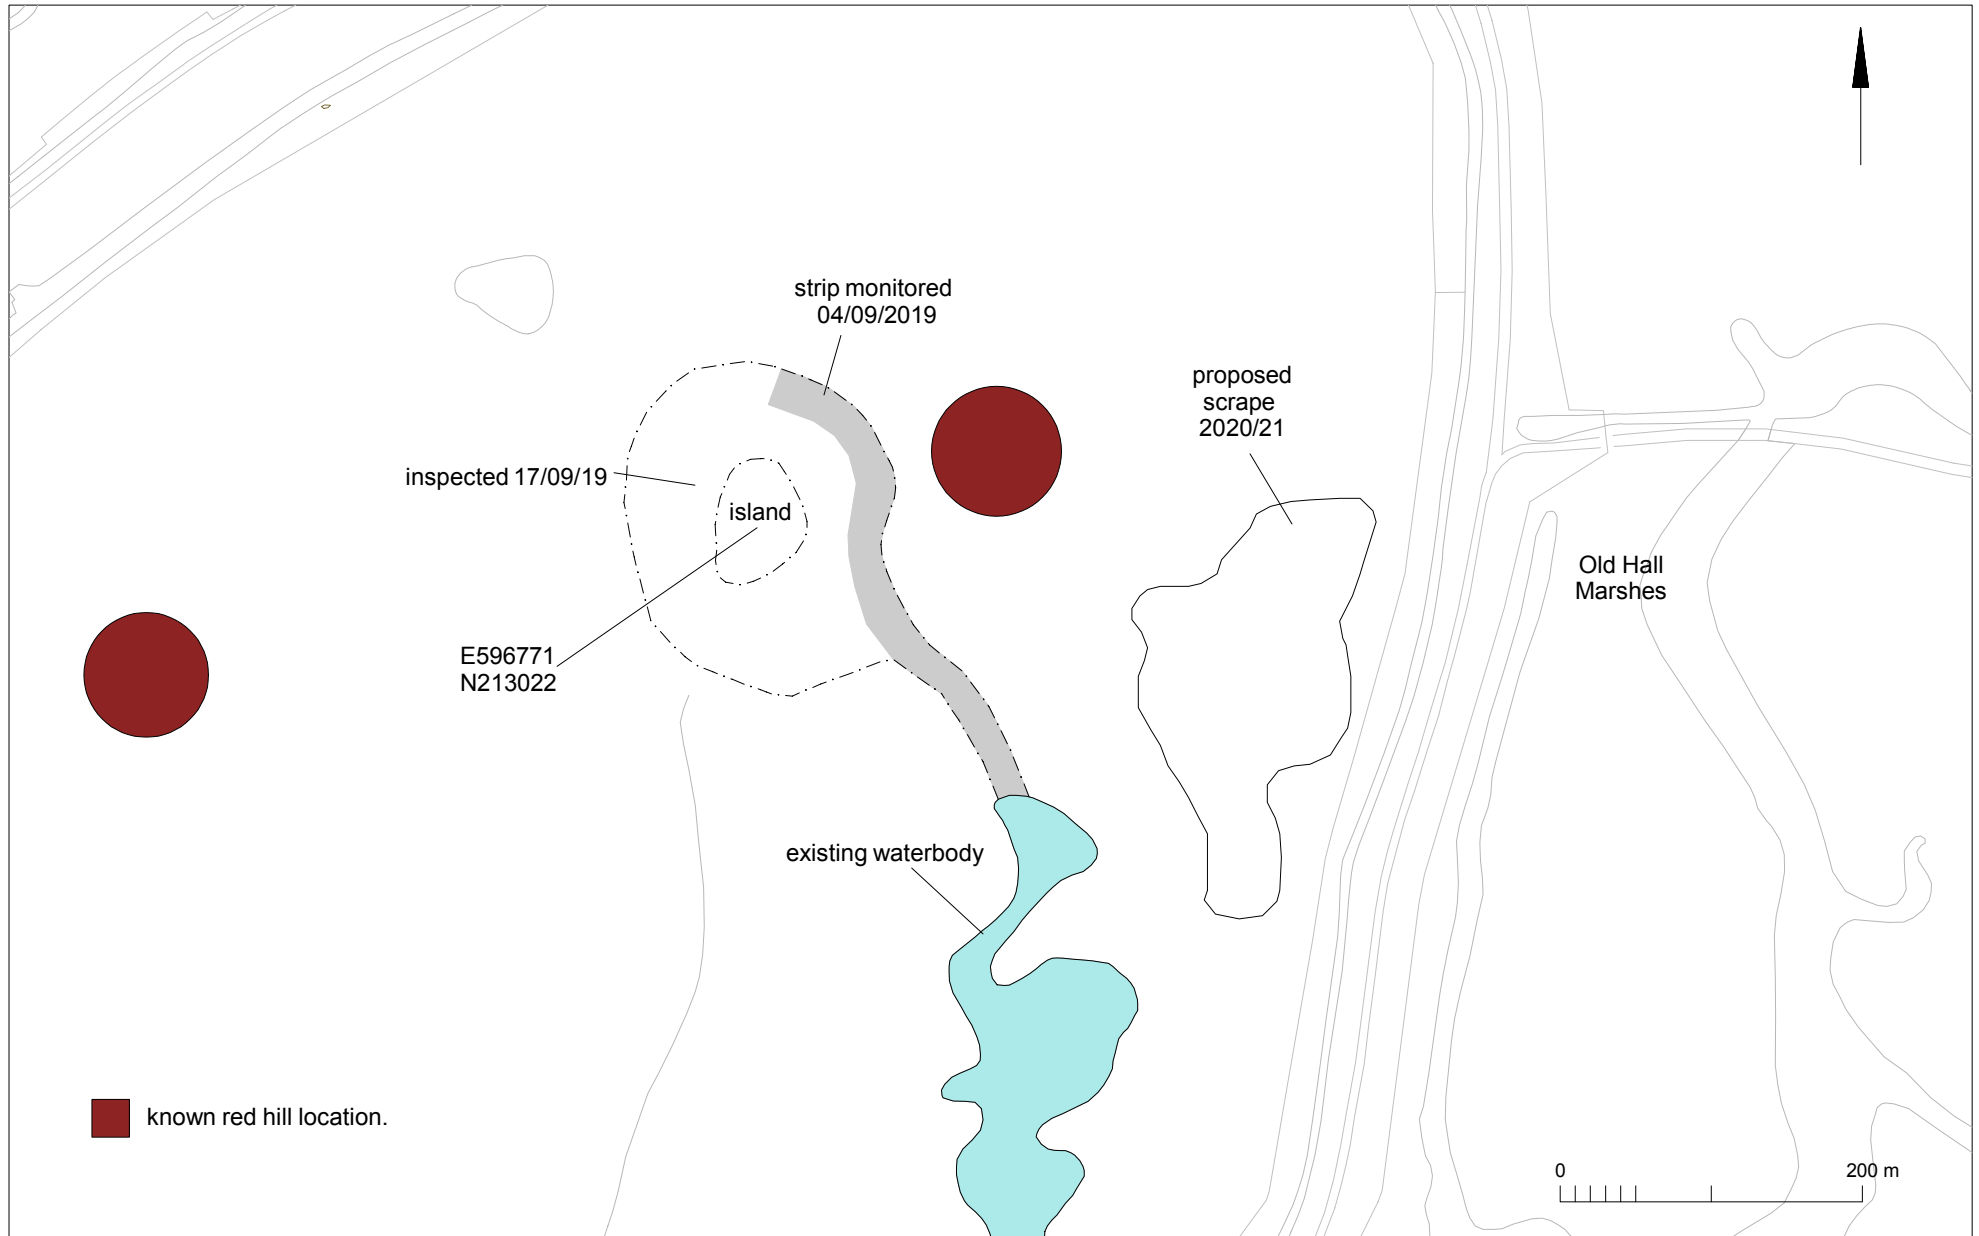 strip monitored
04/09/2019
proposed
scrape
2020/21
inspected 17/09/19
island
Old Hall
Marshes
E596771
N213022
existing waterbody
known red hill location.
0 200 m